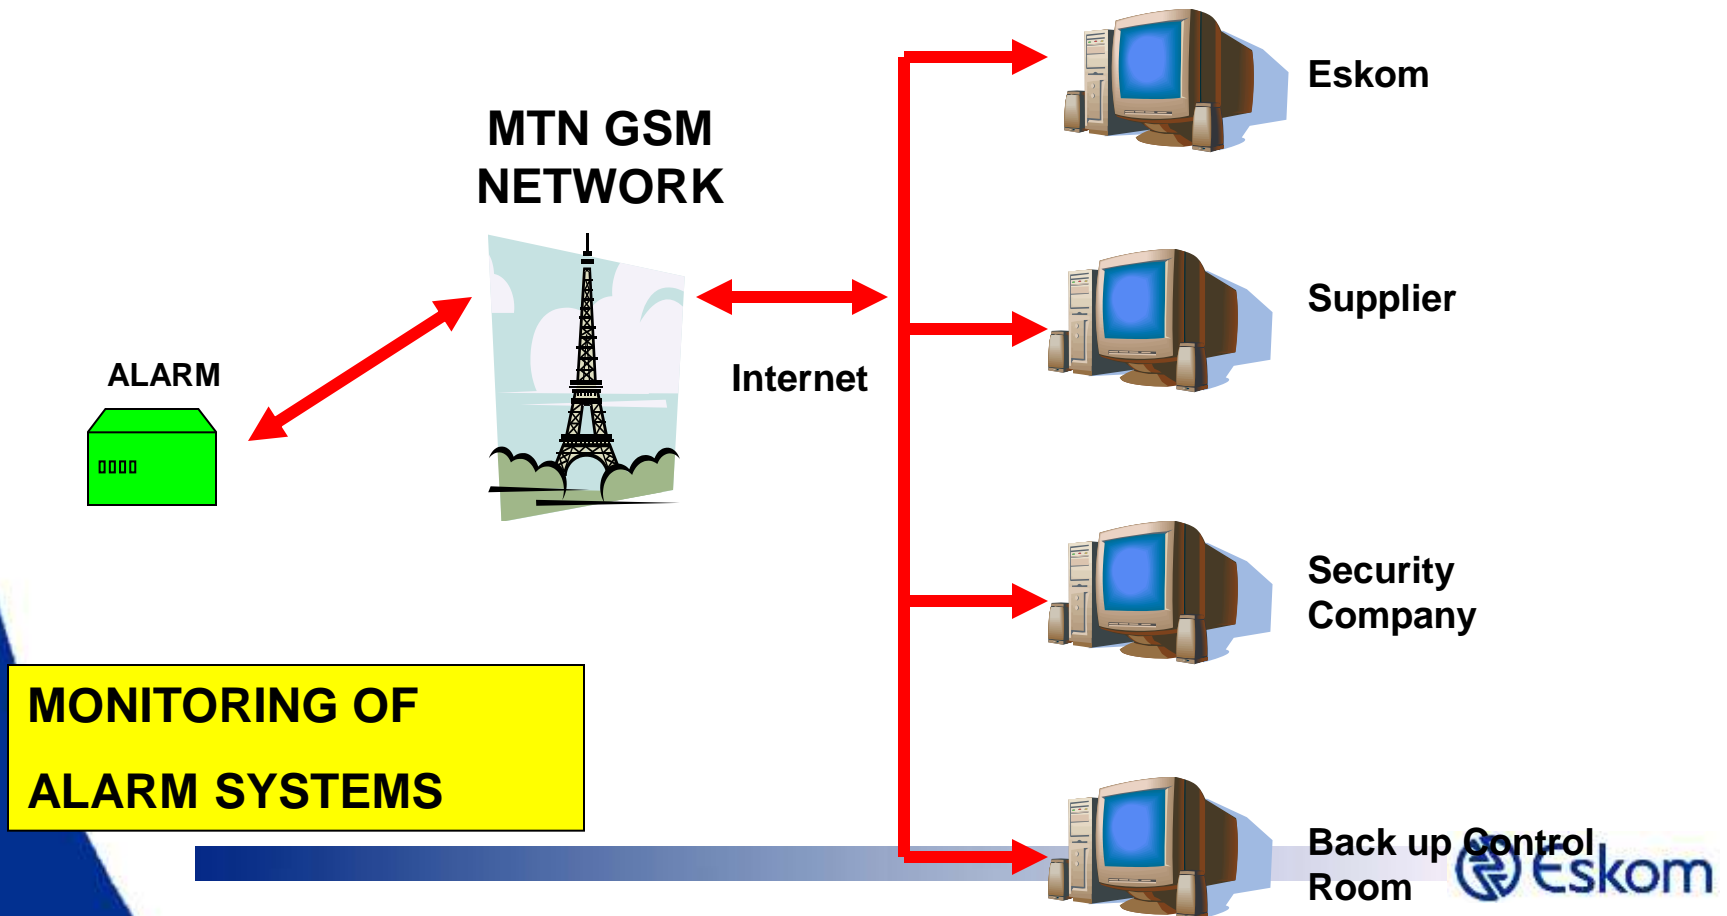 MTN GSM
NETWORK
ALARM
Internet
Eskom
Supplier
Security
Company
Back up Control
Room
MONITORING OF
ALARM SYSTEMS
Eskom